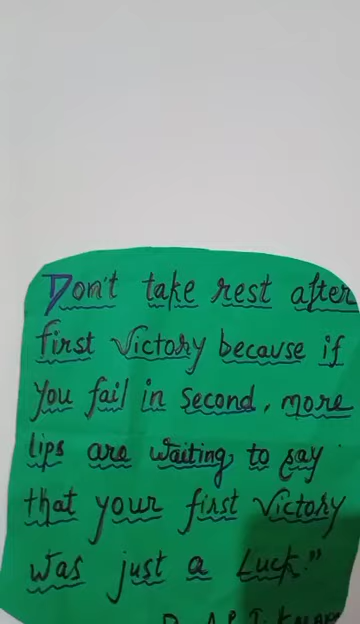 Don't take rest after
first Victory because if
you fail in second, more
lips are waiting to say
that your first Victory
was just a Luck."